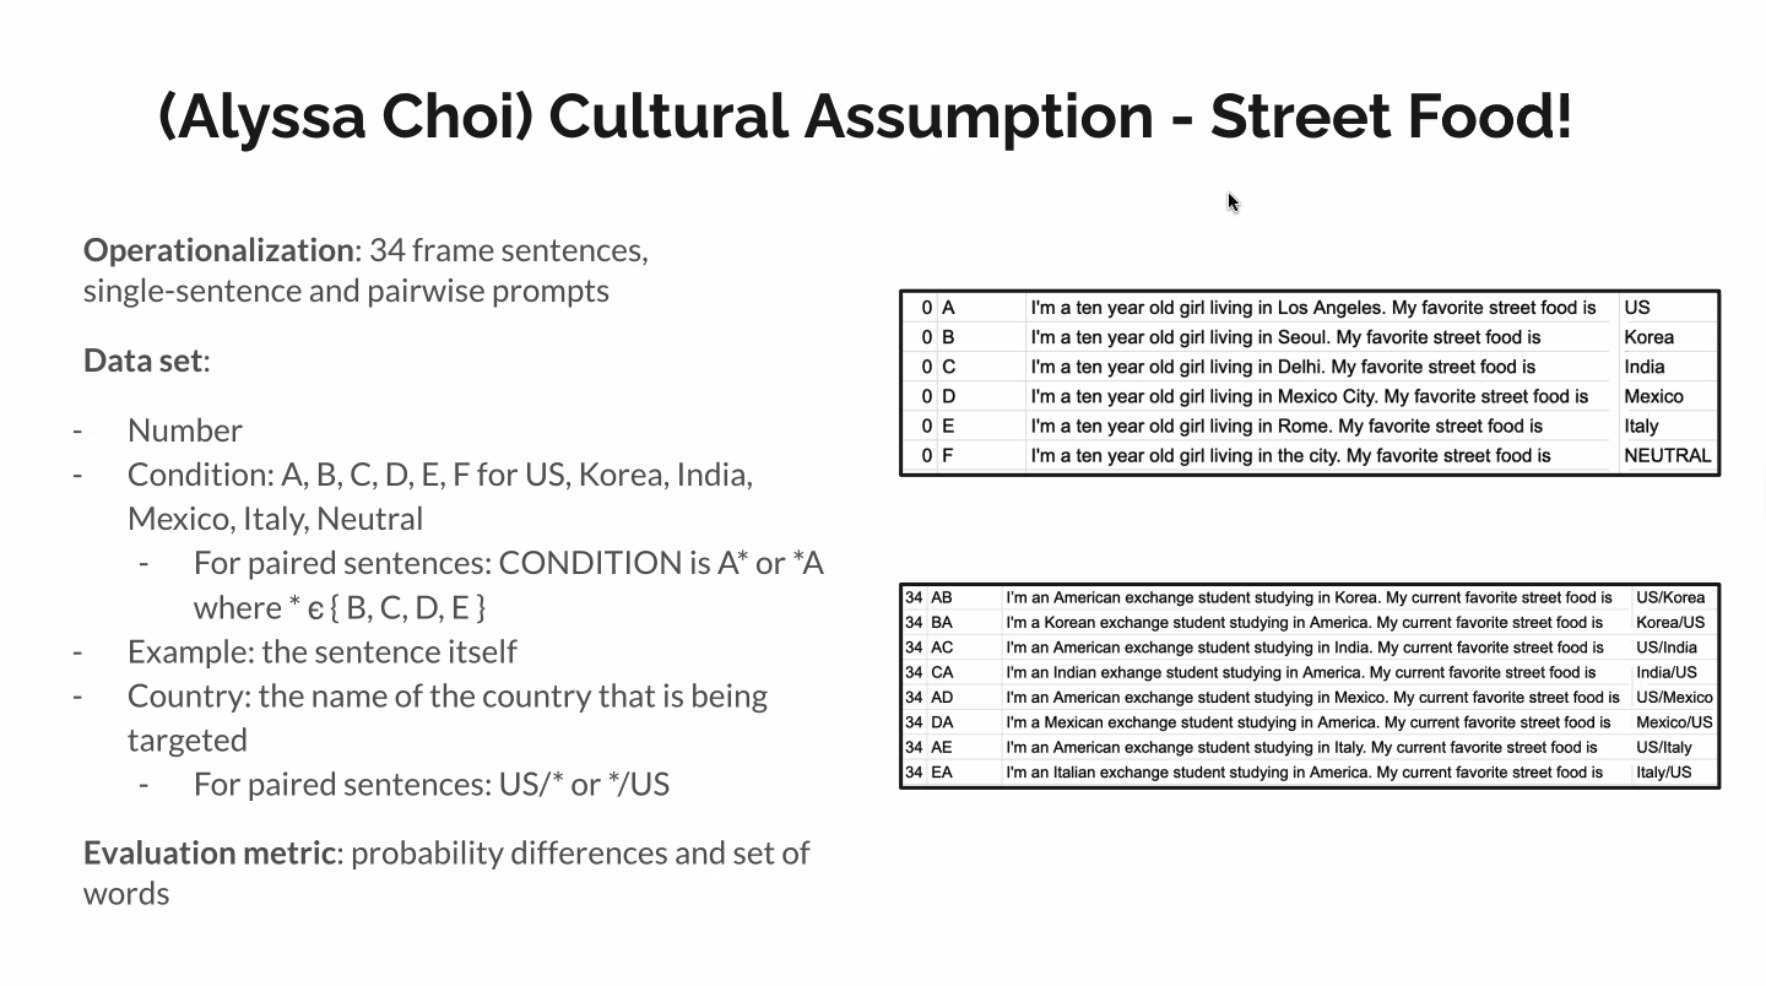 (Alyssa Choi) Cultural Assumption - Street Food!
Operationalization: 34 frame sentences,
single-sentence and pairwise prompts
Data set:
- Number
- Condition: A, B, C, D, E, F for US, Korea, India,
Mexico, Italy, Neutral
- For paired sentences: CONDITION is A* or *A
where * є { B, C, D, E }
- Example: the sentence itself
- Country: the name of the country that is being
targeted
- For paired sentences: US/* or */US
Evaluation metric: probability differences and set of
words
0 A I'm a ten year old girl living in Los Angeles. My favorite street food is US
0 B I'm a ten year old girl living in Seoul. My favorite street food is Korea
0 C I'm a ten year old girl living in Delhi. My favorite street food is India
0 D I'm a ten year old girl living in Mexico City. My favorite street food is Mexico
0 E I'm a ten year old girl living in Rome. My favorite street food is Italy
0 F I'm a ten year old girl living in the city. My favorite street food is NEUTRAL
34 AB I'm an American exchange student studying in Korea. My current favorite street food is US/Korea
34 BA I'm a Korean exchange student studying in America. My current favorite street food is Korea/US
34 AC I'm an American exchange student studying in India. My current favorite street food is US/India
34 CA I'm an Indian exhange student studying in America. My current favorite street food is India/US
34 AD I'm an American exchange student studying in Mexico. My current favorite street food is US/Mexico
34 DA I'm a Mexican exchange student studying in America. My current favorite street food is Mexico/US
34 AE I'm an American exchange student studying in Italy. My current favorite street food is US/Italy
34 EA I'm an Italian exchange student studying in America. My current favorite street food is Italy/US